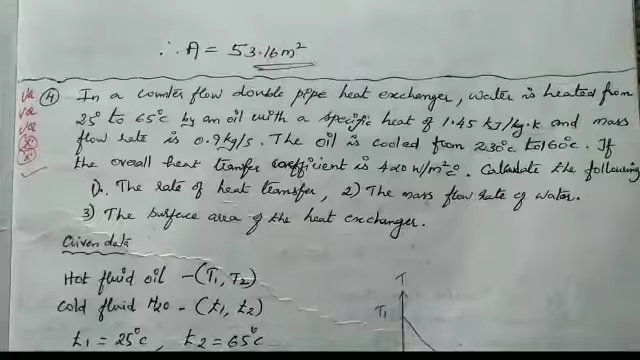 ∴ A = 53.16m²
④ In a counter flow double pipe heat exchanger, water is heated from
25° to 65°c by an oil with a specific heat of 1.45 kJ/kg.k and mass
flow rate is 0.9kg/s. The oil is cooled from 230°c to 160°c. If
the overall heat transfer coefficient is 420 W/m²°c. Calculate the following
1). The rate of heat transfer, 2) The mass flow rate of water.
3) The surface area of the heat exchanger.
Given data
Hot fluid oil - (T₁, T₂)
Cold fluid H₂O - (t₁, t₂)
t₁ = 25°c, t₂ = 65°c
T
T₁